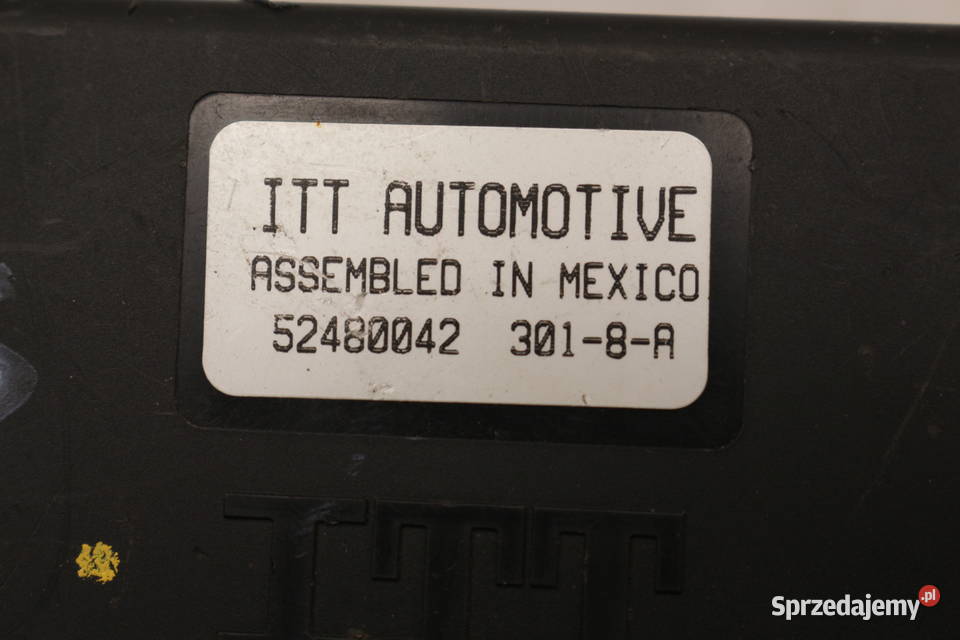 ITT AUTOMOTIVE
ASSEMBLED IN MEXICO
52480042 301-8-A
ITT
Sprzedajemy.pl